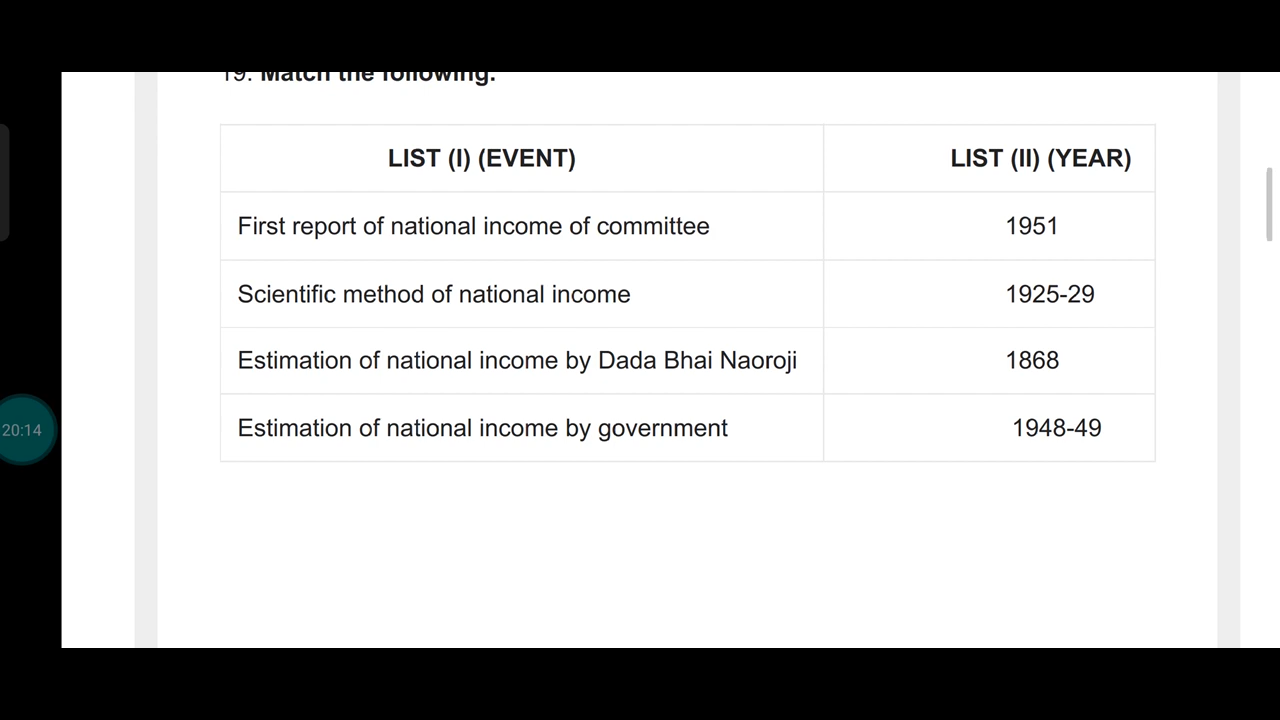 19. Match the following:
LIST (I) (EVENT) LIST (II) (YEAR)
First report of national income of committee 1951
Scientific method of national income 1925-29
Estimation of national income by Dada Bhai Naoroji 1868
Estimation of national income by government 1948-49
20:14